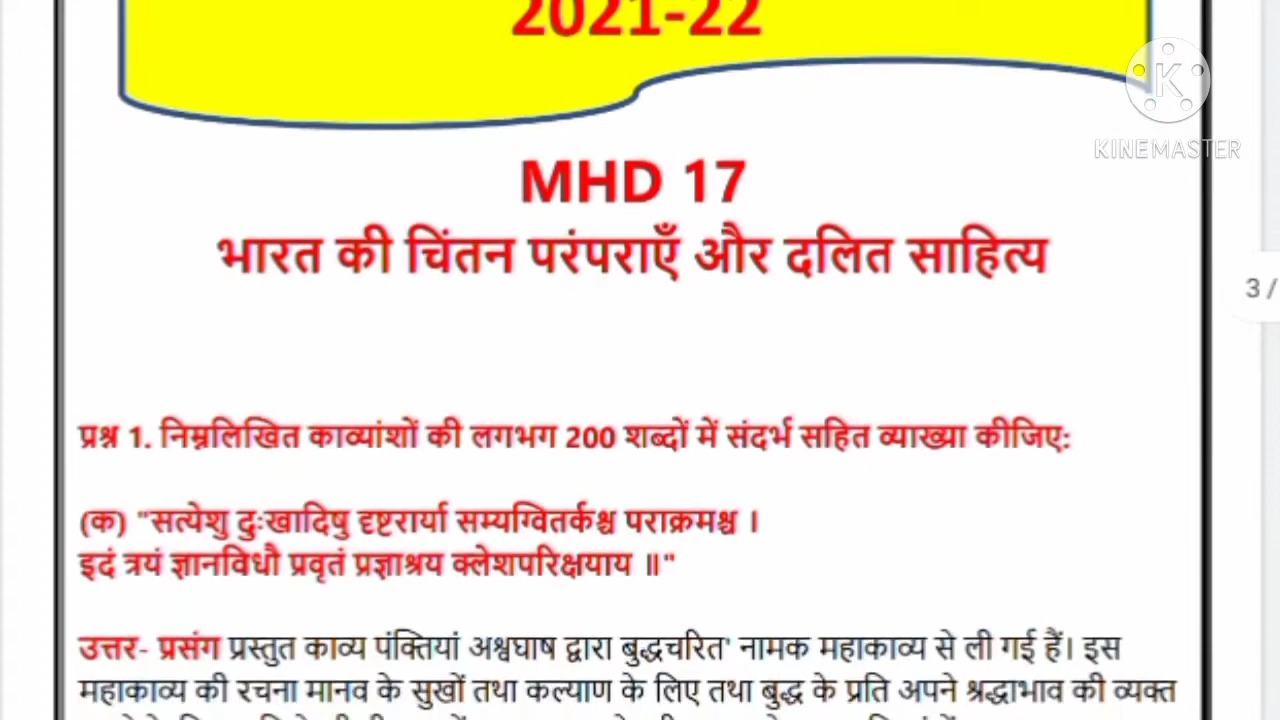 2021-22
K
KINEMASTER
MHD 17
भारत की चिंतन परंपराएँ और दलित साहित्य
3 /
प्रश्न 1. निम्नलिखित काव्यांशों की लगभग 200 शब्दों में संदर्भ सहित व्याख्या कीजिए:
(क) "सत्येशु दुःखादिषु दृष्टरार्या सम्यग्वितर्कश्च पराक्रमश्च ।
इदं त्रयं ज्ञानविधौ प्रवृतं प्रज्ञाश्रय क्लेशपरिक्षयाय ॥"
उत्तर- प्रसंग प्रस्तुत काव्य पंक्तियां अश्वघाष द्वारा बुद्धचरित' नामक महाकाव्य से ली गई हैं। इस
महाकाव्य की रचना मानव के सुखों तथा कल्याण के लिए तथा बुद्ध के प्रति अपने श्रद्धाभाव की व्यक्त